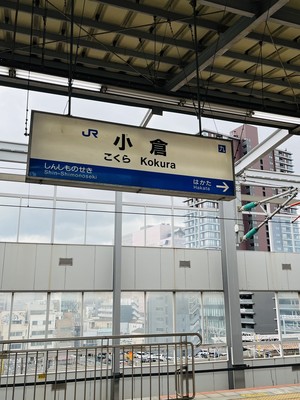 JR 小倉
こくら Kokura
しんしものせき
Shin-Shimonoseki
はかた
Hakata